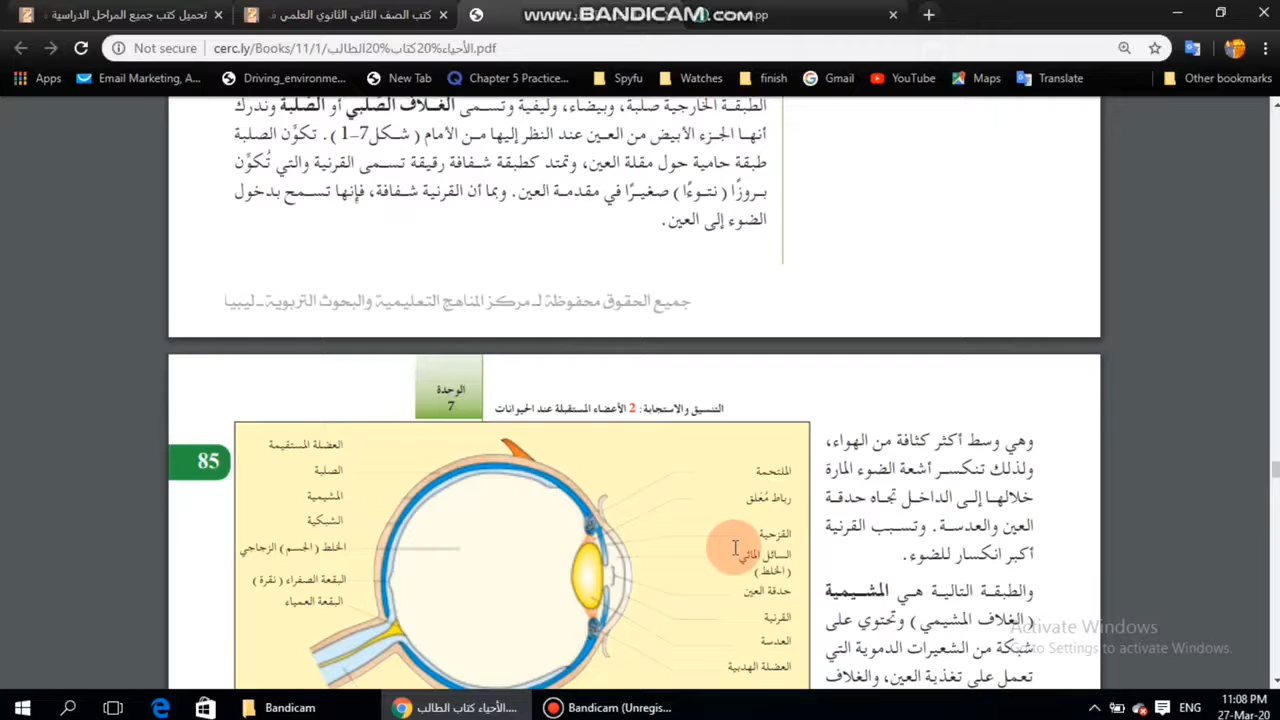 تحميل كتب جميع المراحل الدراسية
كتب الصف الثاني الثانوي العلمي
WWW.BANDICAM.COM
Not secure
cerc.ly/Books/11/1/الأحياء%20كتاب%20الطالب.pdf
Apps
Email Marketing, A...
Driving_environme...
New Tab
Chapter 5 Practice...
Spyfu
Watches
finish
Gmail
YouTube
Maps
Translate
Other bookmarks
الطبقة الخارجية صلبة، وبيضاء، وليفية وتسمى الغلاف الصّلبي أو الصّلبة وندرك
أنها الجزء الأبيض من العين عند النظر إليها من الأمام (شكل 7–1). تكوّن الصلبة
طبقة حامية حول مقلة العين، وتمتد كطبقة شفافة رقيقة تسمى القرنية والتي تُكوّن
بروزًا (نتوءًا) صغيرًا في مقدمة العين. وبما أن القرنية شفافة، فإنها تسمح بدخول
الضوء إلى العين.
جميع الحقوق محفوظة لـ مركز المناهج التعليمية والبحوث التربوية ـ ليبيا
الوحدة
7
التنسيق والاستجابة: 2 الأعضاء المستقبلة عند الحيوانات
85
وهي وسط أكثر كثافة من الهواء،
ولذلك تنكسر أشعة الضوء المارة
خلالها إلى الداخل تجاه حدقة
العين والعدسة. وتسبب القرنية
أكبر انكسار للضوء.
والطبقة التالية هي المشيمية
(الغلاف المشيمي) وتحتوي على
شبكة من الشعيرات الدموية التي
تعمل على تغذية العين، والغلاف
الملتحمة
رباط مُعَلق
القزحية
السائل المائي
(الخلط)
حدقة العين
القرنية
العدسة
العضلة الهدبية
العضلة المستقيمة
الصلبة
المشيمية
الشبكية
الخلط (الجسم) الزجاجي
البقعة الصفراء (نقرة)
البقعة العمياء
Activate Windows
Go to Settings to activate Windows.
Bandicam
الأحياء كتاب الطالب....
Bandicam (Unregis...
ENG
11:08 PM
27-Mar-20